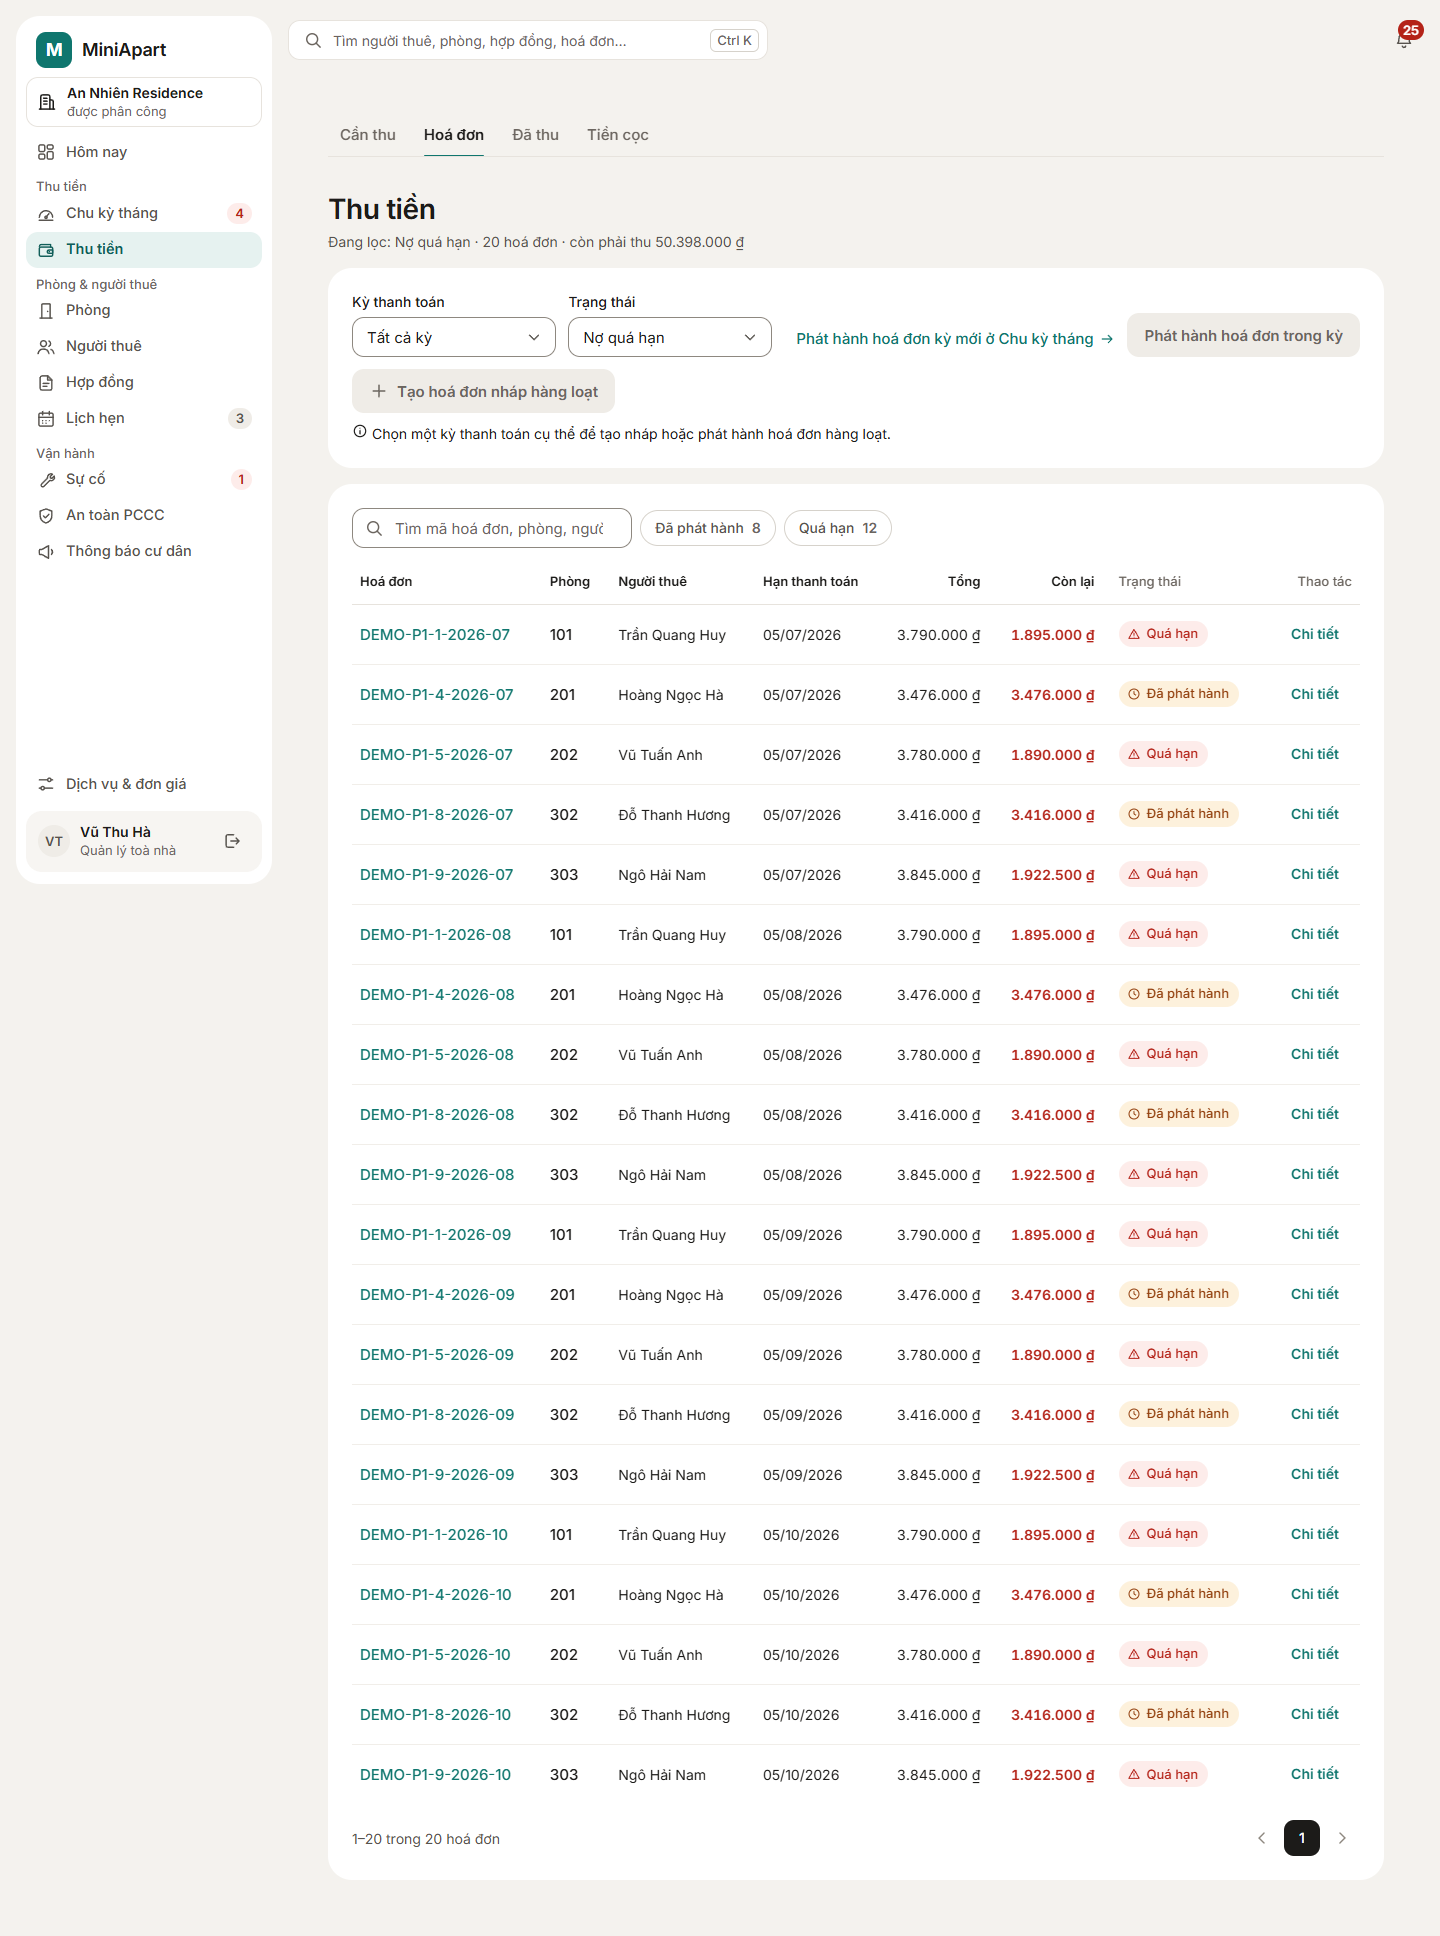 M MiniApart
An Nhiên Residence
được phân công
Hôm nay
Thu tiền
Chu kỳ tháng 4
Thu tiền
Phòng & người thuê
Phòng
Người thuê
Hợp đồng
Lịch hẹn 3
Vận hành
Sự cố 1
An toàn PCCC
Thông báo cư dân
Dịch vụ & đơn giá
VT Vũ Thu Hà
Quản lý toà nhà
Tìm người thuê, phòng, hợp đồng, hoá đơn... Ctrl K
25
Cần thu Hoá đơn Đã thu Tiền cọc
Thu tiền
Đang lọc: Nợ quá hạn · 20 hoá đơn · còn phải thu 50.398.000 ₫
Kỳ thanh toán Trạng thái
Tất cả kỳ Nợ quá hạn Phát hành hoá đơn kỳ mới ở Chu kỳ tháng → Phát hành hoá đơn trong kỳ
+ Tạo hoá đơn nháp hàng loạt
Chọn một kỳ thanh toán cụ thể để tạo nháp hoặc phát hành hoá đơn hàng loạt.
Tìm mã hoá đơn, phòng, ngườ Đã phát hành 8 Quá hạn 12
Hoá đơn Phòng Người thuê Hạn thanh toán Tổng Còn lại Trạng thái Thao tác
DEMO-P1-1-2026-07 101 Trần Quang Huy 05/07/2026 3.790.000 ₫ 1.895.000 ₫ Quá hạn Chi tiết
DEMO-P1-4-2026-07 201 Hoàng Ngọc Hà 05/07/2026 3.476.000 ₫ 3.476.000 ₫ Đã phát hành Chi tiết
DEMO-P1-5-2026-07 202 Vũ Tuấn Anh 05/07/2026 3.780.000 ₫ 1.890.000 ₫ Quá hạn Chi tiết
DEMO-P1-8-2026-07 302 Đỗ Thanh Hương 05/07/2026 3.416.000 ₫ 3.416.000 ₫ Đã phát hành Chi tiết
DEMO-P1-9-2026-07 303 Ngô Hải Nam 05/07/2026 3.845.000 ₫ 1.922.500 ₫ Quá hạn Chi tiết
DEMO-P1-1-2026-08 101 Trần Quang Huy 05/08/2026 3.790.000 ₫ 1.895.000 ₫ Quá hạn Chi tiết
DEMO-P1-4-2026-08 201 Hoàng Ngọc Hà 05/08/2026 3.476.000 ₫ 3.476.000 ₫ Đã phát hành Chi tiết
DEMO-P1-5-2026-08 202 Vũ Tuấn Anh 05/08/2026 3.780.000 ₫ 1.890.000 ₫ Quá hạn Chi tiết
DEMO-P1-8-2026-08 302 Đỗ Thanh Hương 05/08/2026 3.416.000 ₫ 3.416.000 ₫ Đã phát hành Chi tiết
DEMO-P1-9-2026-08 303 Ngô Hải Nam 05/08/2026 3.845.000 ₫ 1.922.500 ₫ Quá hạn Chi tiết
DEMO-P1-1-2026-09 101 Trần Quang Huy 05/09/2026 3.790.000 ₫ 1.895.000 ₫ Quá hạn Chi tiết
DEMO-P1-4-2026-09 201 Hoàng Ngọc Hà 05/09/2026 3.476.000 ₫ 3.476.000 ₫ Đã phát hành Chi tiết
DEMO-P1-5-2026-09 202 Vũ Tuấn Anh 05/09/2026 3.780.000 ₫ 1.890.000 ₫ Quá hạn Chi tiết
DEMO-P1-8-2026-09 302 Đỗ Thanh Hương 05/09/2026 3.416.000 ₫ 3.416.000 ₫ Đã phát hành Chi tiết
DEMO-P1-9-2026-09 303 Ngô Hải Nam 05/09/2026 3.845.000 ₫ 1.922.500 ₫ Quá hạn Chi tiết
DEMO-P1-1-2026-10 101 Trần Quang Huy 05/10/2026 3.790.000 ₫ 1.895.000 ₫ Quá hạn Chi tiết
DEMO-P1-4-2026-10 201 Hoàng Ngọc Hà 05/10/2026 3.476.000 ₫ 3.476.000 ₫ Đã phát hành Chi tiết
DEMO-P1-5-2026-10 202 Vũ Tuấn Anh 05/10/2026 3.780.000 ₫ 1.890.000 ₫ Quá hạn Chi tiết
DEMO-P1-8-2026-10 302 Đỗ Thanh Hương 05/10/2026 3.416.000 ₫ 3.416.000 ₫ Đã phát hành Chi tiết
DEMO-P1-9-2026-10 303 Ngô Hải Nam 05/10/2026 3.845.000 ₫ 1.922.500 ₫ Quá hạn Chi tiết
1–20 trong 20 hoá đơn 1